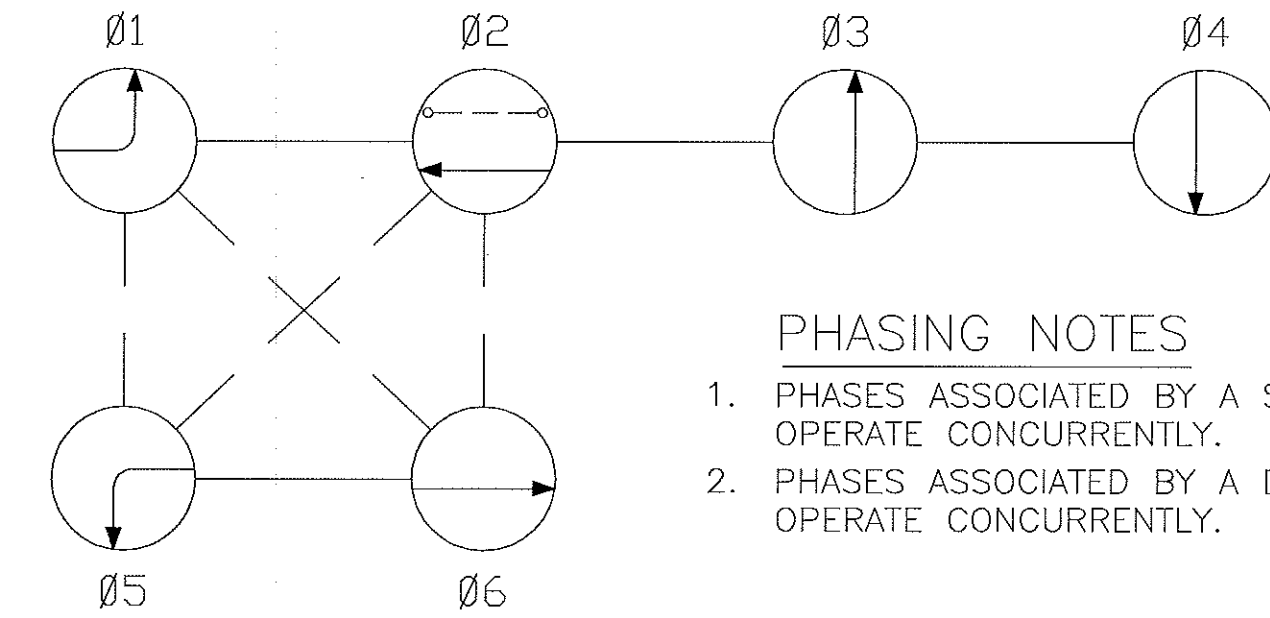 Ø1
Ø2
Ø3
Ø4
Ø5
Ø6
PHASING NOTES
1. PHASES ASSOCIATED BY A
OPERATE CONCURRENTLY.
2. PHASES ASSOCIATED BY A
OPERATE CONCURRENTLY.